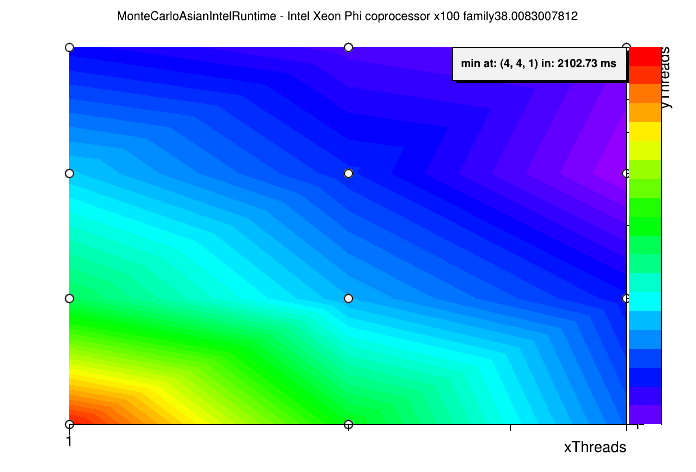 MonteCarloAsianIntelRuntime - Intel Xeon Phi coprocessor x100 family38.0083007812
min at: (4, 4, 1) in: 2102.73 ms
yThreads
1
xThreads